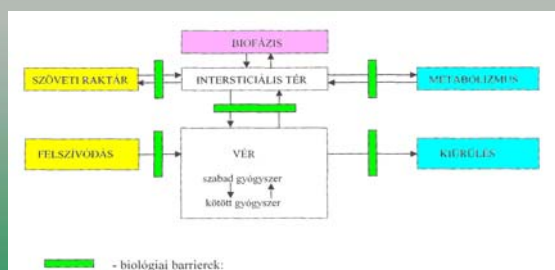 BIOFÁZIS
SZÖVETI RAKTÁR
INTERSTICIÁLIS TÉR
METABOLIZMUS
FELSZÍVÓDÁS
VÉR
KIÜRÜLÉS
szabad gyógyszer
kötött gyógyszer
- biológiai barrierek: